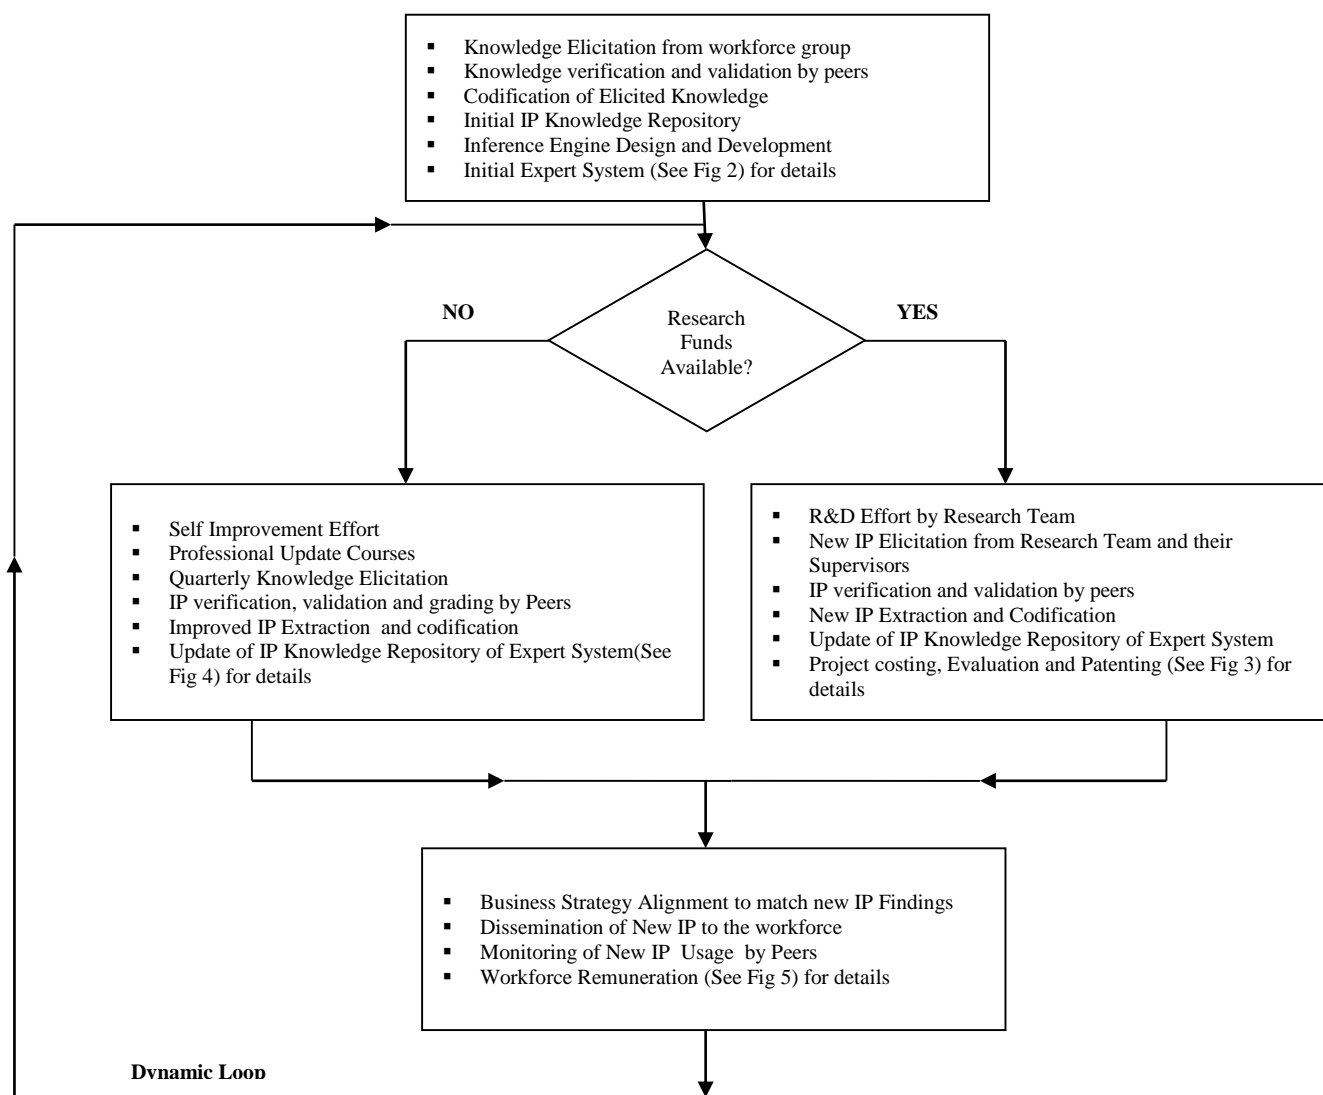 ▪ Knowledge Elicitation from workforce group
▪ Knowledge verification and validation by peers
▪ Codification of Elicited Knowledge
▪ Initial IP Knowledge Repository
▪ Inference Engine Design and Development
▪ Initial Expert System (See Fig 2) for details
NO
YES
Research
Funds
Available?
▪ Self Improvement Effort
▪ Professional Update Courses
▪ Quarterly Knowledge Elicitation
▪ IP verification, validation and grading by Peers
▪ Improved IP Extraction and codification
▪ Update of IP Knowledge Repository of Expert System(See
Fig 4) for details
▪ R&D Effort by Research Team
▪ New IP Elicitation from Research Team and their
Supervisors
▪ IP verification and validation by peers
▪ New IP Extraction and Codification
▪ Update of IP Knowledge Repository of Expert System
▪ Project costing, Evaluation and Patenting (See Fig 3) for
details
▪ Business Strategy Alignment to match new IP Findings
▪ Dissemination of New IP to the workforce
▪ Monitoring of New IP Usage by Peers
▪ Workforce Remuneration (See Fig 5) for details
Dynamic Loop